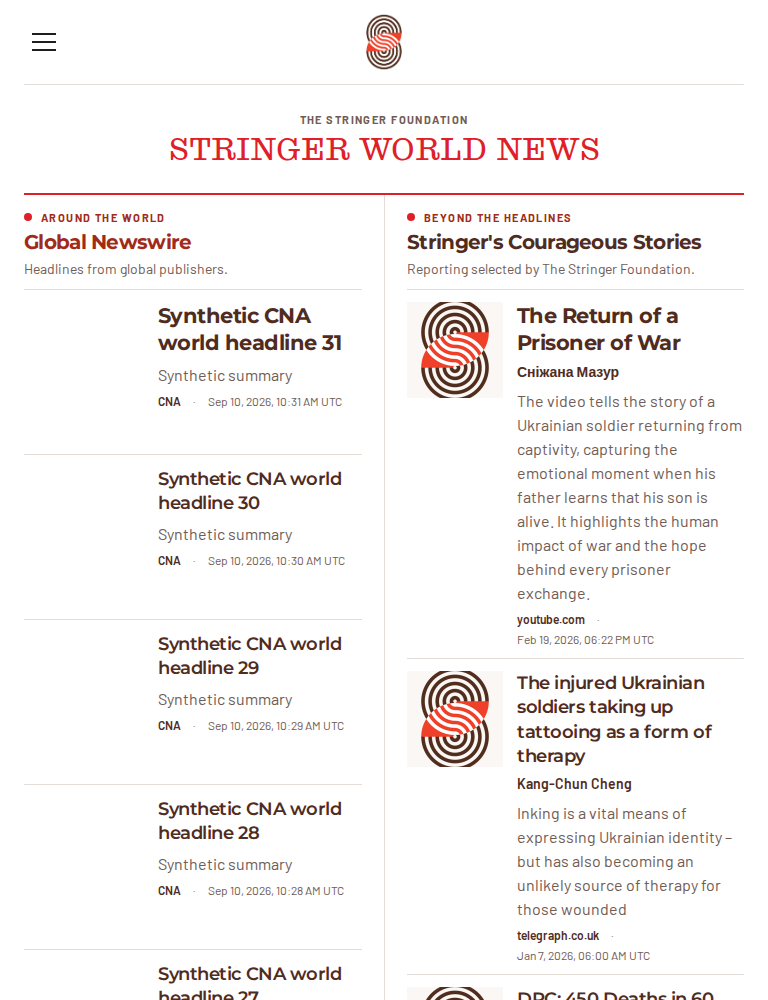 THE STRINGER FOUNDATION
STRINGER WORLD NEWS
AROUND THE WORLD
Global Newswire
Headlines from global publishers.
Synthetic CNA
world headline 31
Synthetic summary
CNA · Sep 10, 2026, 10:31 AM UTC
Synthetic CNA world
headline 30
Synthetic summary
CNA · Sep 10, 2026, 10:30 AM UTC
Synthetic CNA world
headline 29
Synthetic summary
CNA · Sep 10, 2026, 10:29 AM UTC
Synthetic CNA world
headline 28
Synthetic summary
CNA · Sep 10, 2026, 10:28 AM UTC
Synthetic CNA world
headline 27
BEYOND THE HEADLINES
Stringer's Courageous Stories
Reporting selected by The Stringer Foundation.
The Return of a
Prisoner of War
Сніжана Мазур
The video tells the story of a
Ukrainian soldier returning from
captivity, capturing the
emotional moment when his
father learns that his son is
alive. It highlights the human
impact of war and the hope
behind every prisoner
exchange.
youtube.com ·
Feb 19, 2026, 06:22 PM UTC
The injured Ukrainian
soldiers taking up
tattooing as a form of
therapy
Kang-Chun Cheng
Inking is a vital means of
expressing Ukrainian identity –
but has also becoming an
unlikely source of therapy for
those wounded
telegraph.co.uk ·
Jan 7, 2026, 06:00 AM UTC
DRC: 450 Deaths in 60